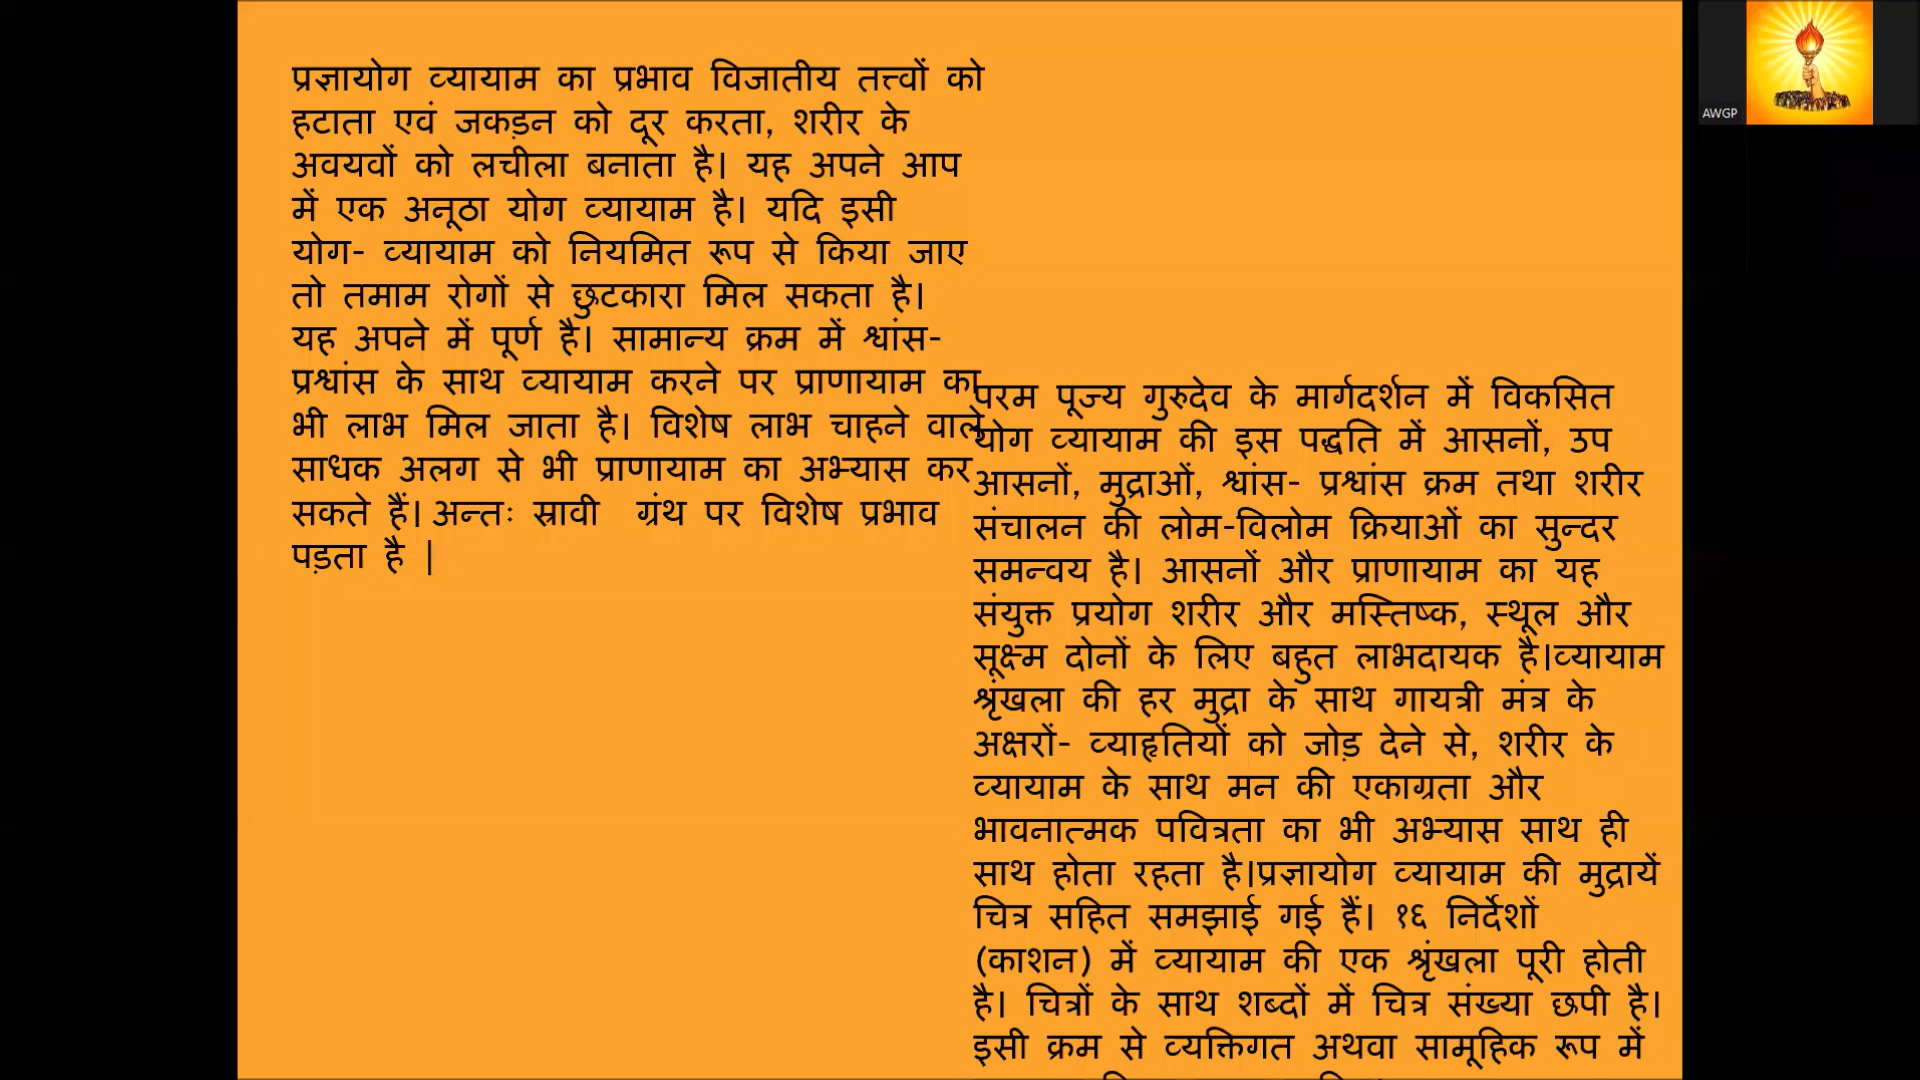 प्रज्ञायोग व्यायाम का प्रभाव विजातीय तत्त्वों को
हटाता एवं जकड़न को दूर करता, शरीर के
अवयवों को लचीला बनाता है। यह अपने आप
में एक अनूठा योग व्यायाम है। यदि इसी
योग- व्यायाम को नियमित रूप से किया जाए
तो तमाम रोगों से छुटकारा मिल सकता है।
यह अपने में पूर्ण है। सामान्य क्रम में श्वांस-
प्रश्वांस के साथ व्यायाम करने पर प्राणायाम का
भी लाभ मिल जाता है। विशेष लाभ चाहने वाले
साधक अलग से भी प्राणायाम का अभ्यास कर
सकते हैं। अन्तः स्रावी ग्रंथ पर विशेष प्रभाव
पड़ता है |
परम पूज्य गुरुदेव के मार्गदर्शन में विकसित
योग व्यायाम की इस पद्धति में आसनों, उप
आसनों, मुद्राओं, श्वांस- प्रश्वांस क्रम तथा शरीर
संचालन की लोम-विलोम क्रियाओं का सुन्दर
समन्वय है। आसनों और प्राणायाम का यह
संयुक्त प्रयोग शरीर और मस्तिष्क, स्थूल और
सूक्ष्म दोनों के लिए बहुत लाभदायक है।व्यायाम
श्रृंखला की हर मुद्रा के साथ गायत्री मंत्र के
अक्षरों- व्याहृतियों को जोड़ देने से, शरीर के
व्यायाम के साथ मन की एकाग्रता और
भावनात्मक पवित्रता का भी अभ्यास साथ ही
साथ होता रहता है।प्रज्ञायोग व्यायाम की मुद्रायें
चित्र सहित समझाई गई हैं। १६ निर्देशों
(काशन) में व्यायाम की एक श्रृंखला पूरी होती
है। चित्रों के साथ शब्दों में चित्र संख्या छपी है।
इसी क्रम से व्यक्तिगत अथवा सामूहिक रूप में
AWGP